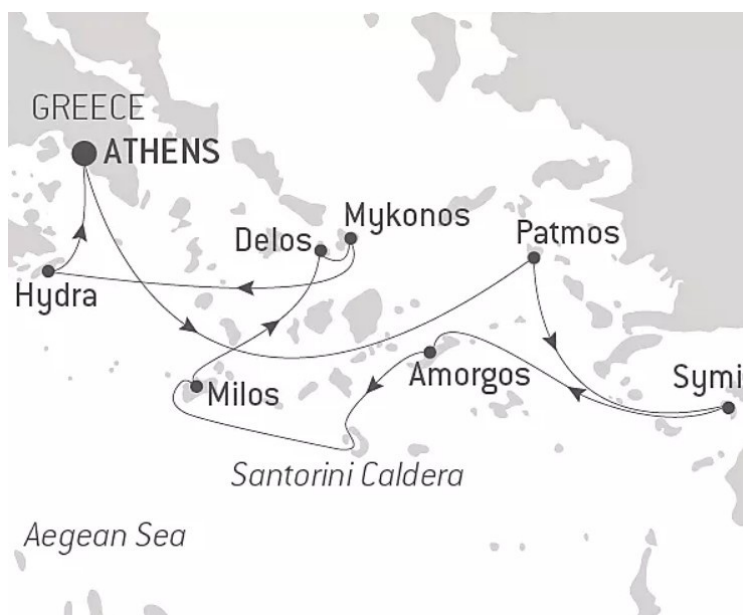 GREECE
ATHENS
Mykonos
Delos
Patmos
Hydra
Amorgos
Symi
Milos
Santorini Caldera
Aegean Sea